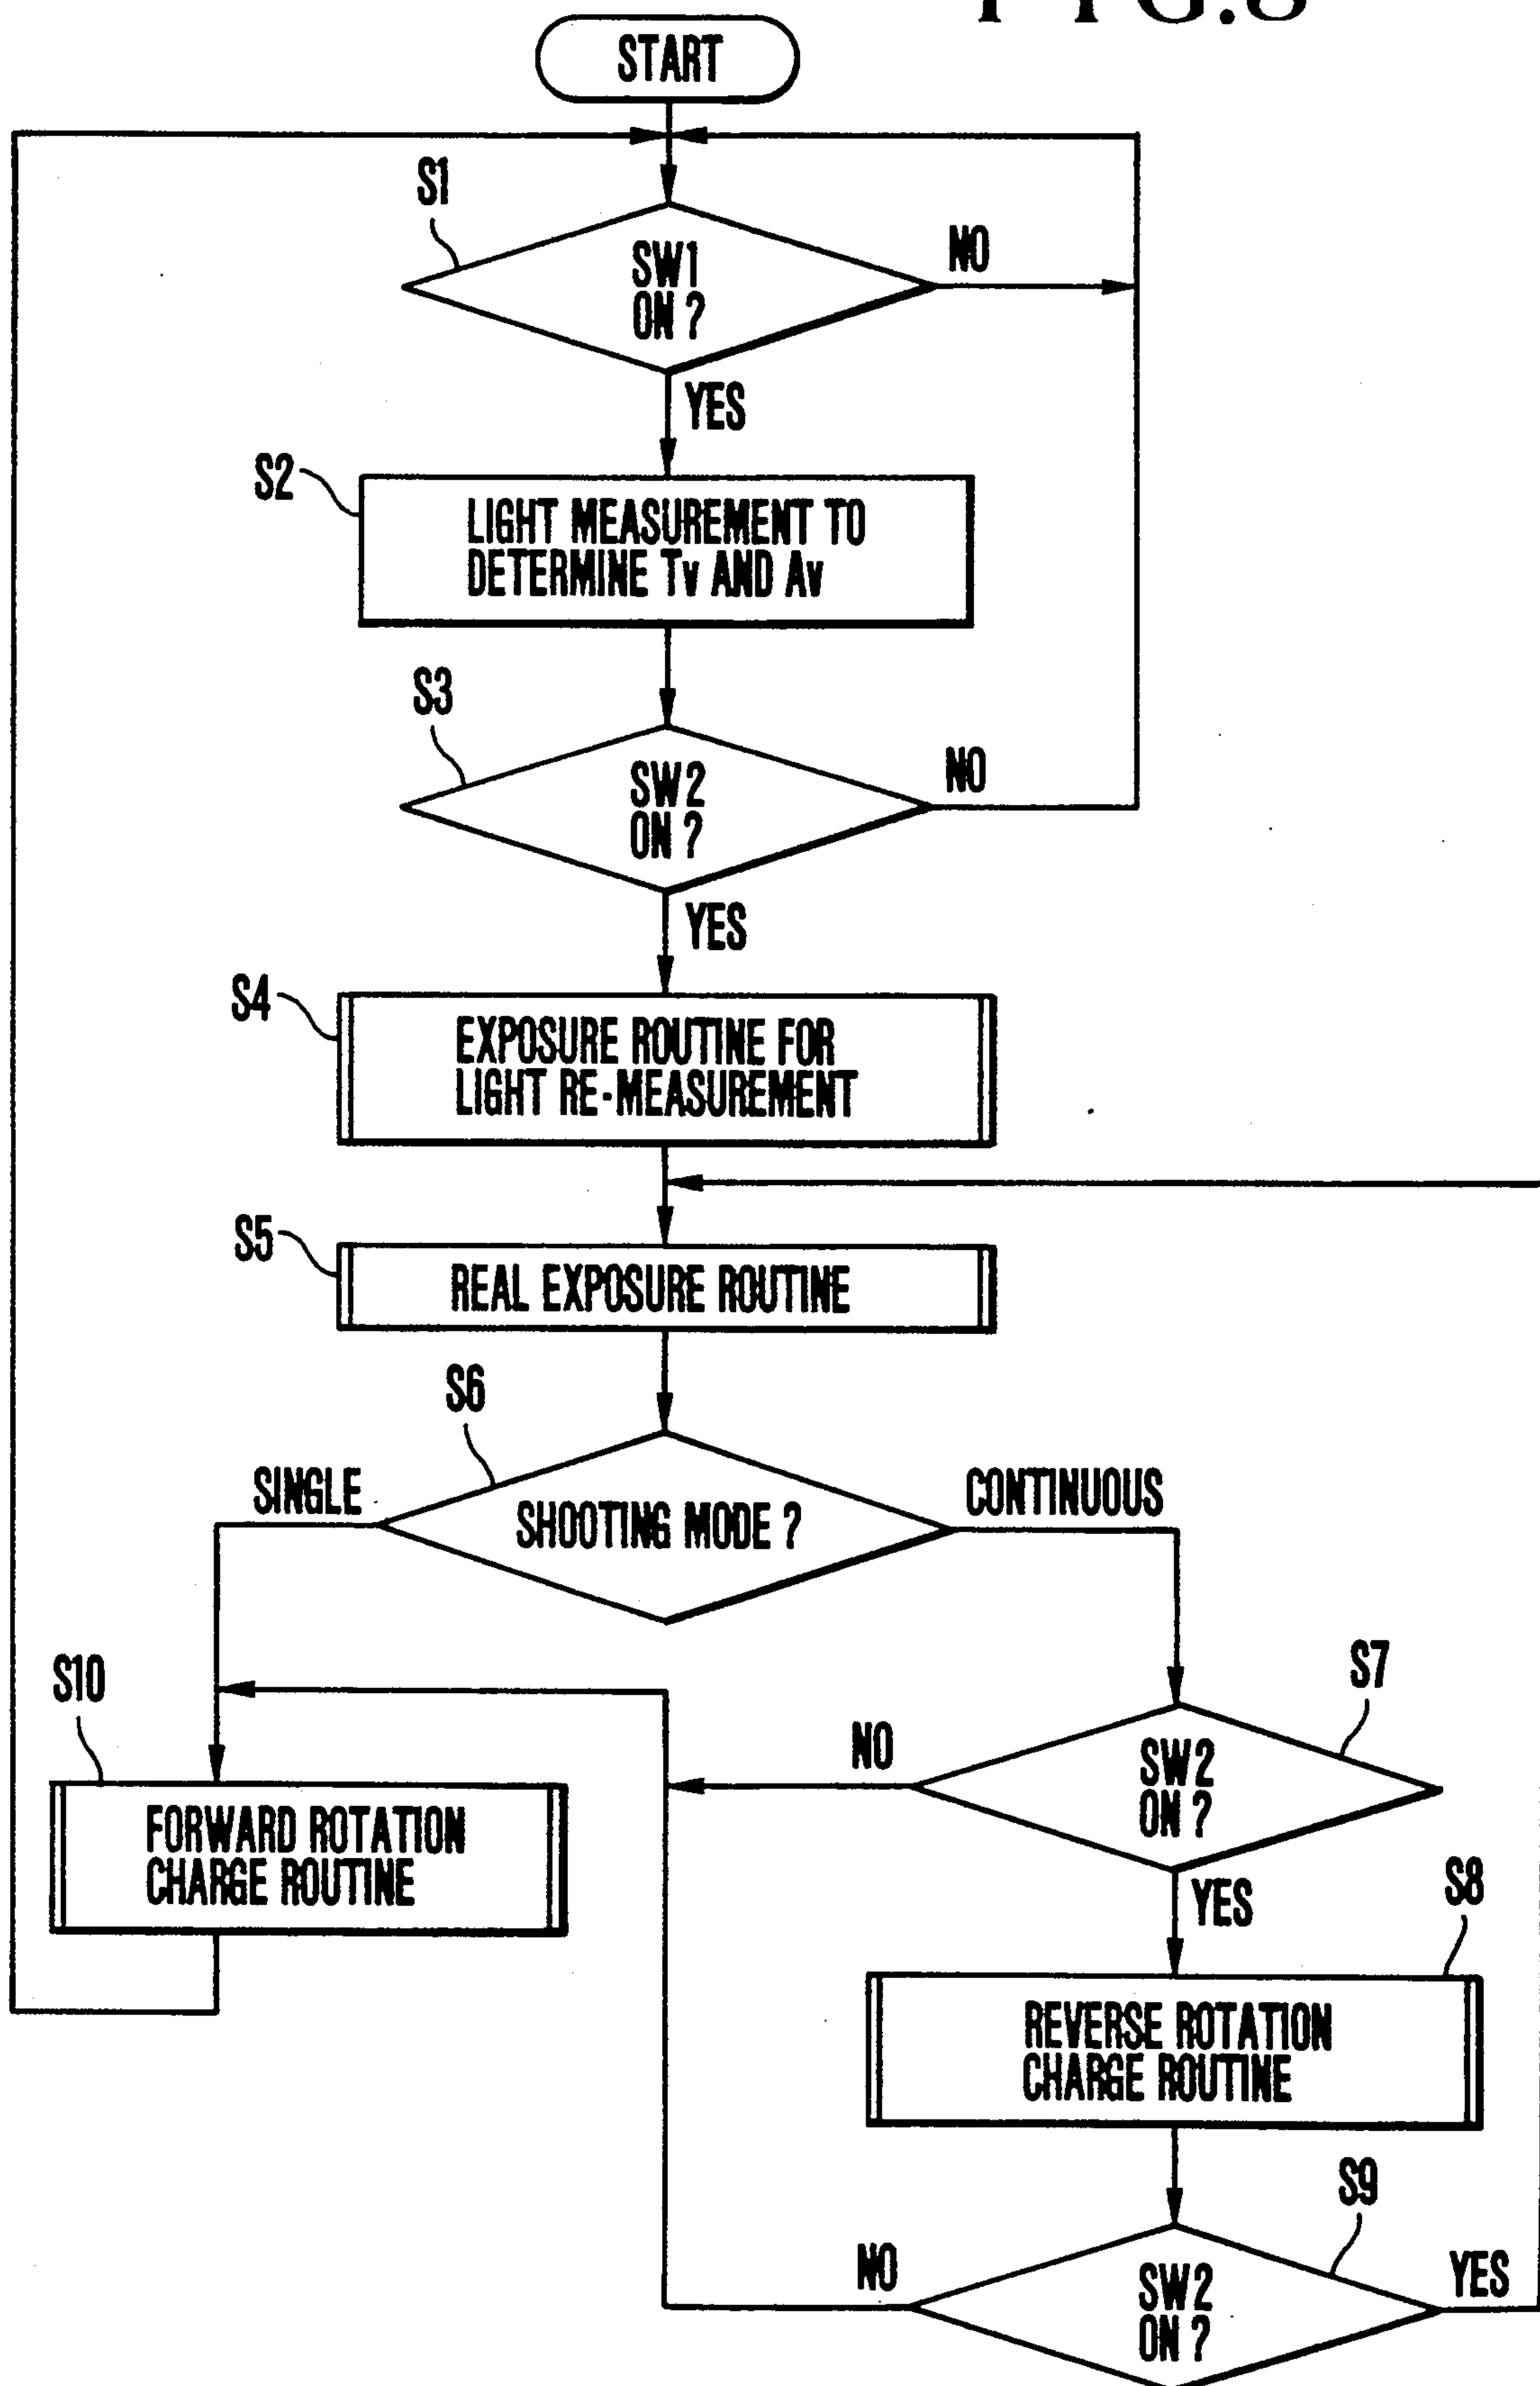 FIG.8
START
S1
SW1
ON ?
NO
YES
S2
LIGHT MEASUREMENT TO
DETERMINE Tv AND Av
S3
SW2
ON ?
NO
YES
S4
EXPOSURE ROUTINE FOR
LIGHT RE-MEASUREMENT
S5
REAL EXPOSURE ROUTINE
S6
SINGLE
SHOOTING MODE ?
CONTINUOUS
S10
FORWARD ROTATION
CHARGE ROUTINE
S7
NO
SW2
ON ?
YES
S8
REVERSE ROTATION
CHARGE ROUTINE
S9
NO
SW2
ON ?
YES